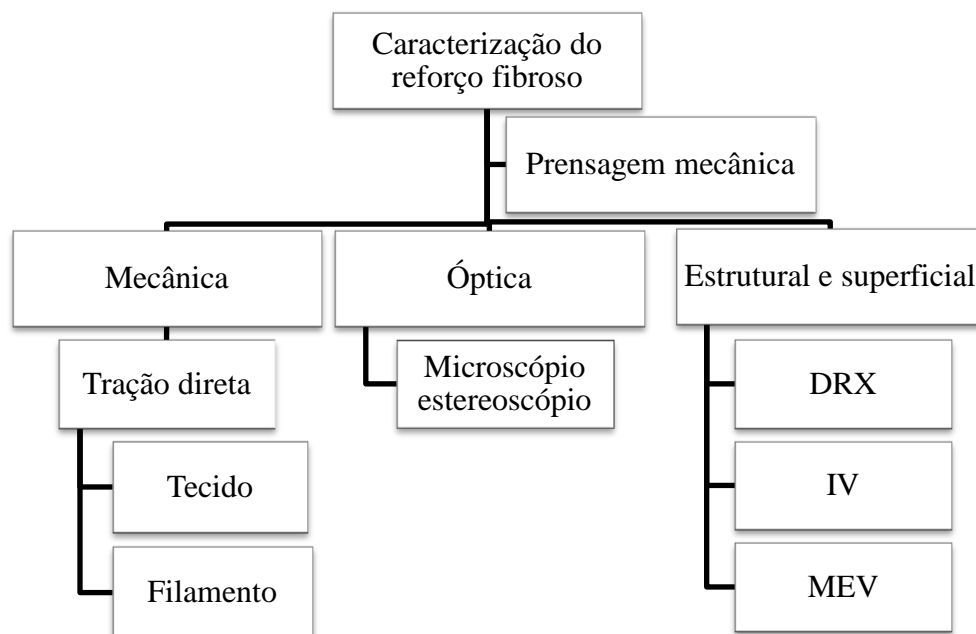 Caracterização do
reforço fibroso
Prensagem mecânica
Mecânica
Óptica
Estrutural e superficial
Tração direta
Microscópio
estereoscópio
DRX
Tecido
IV
Filamento
MEV